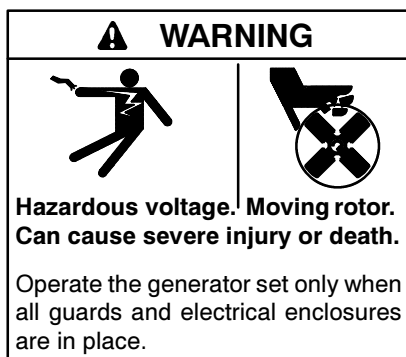 WARNING
Hazardous voltage. Moving rotor.
Can cause severe injury or death.
Operate the generator set only when
all guards and electrical enclosures
are in place.